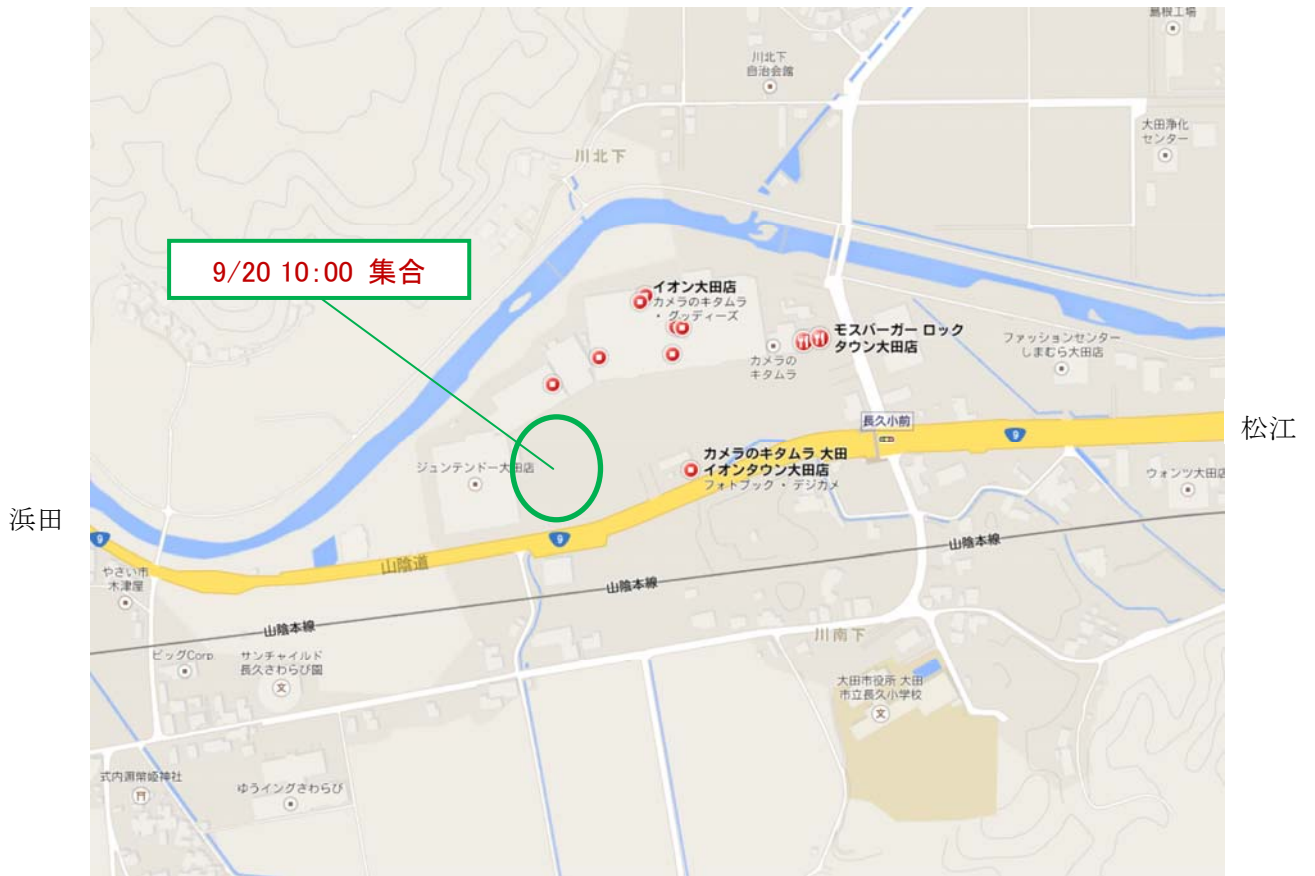 島根工場
川北下
自治会館
大田浄化
センター
川北下
9/20 10:00 集合
イオン大田店
カメラのキタムラ
・ グッディーズ
モスバーガー ロック
タウン大田店
カメラの
キタムラ
ファッションセンター
しまむら大田店
長久小前
9
松江
カメラのキタムラ 大田
イオンタウン大田店
フォトブック ・ デジカメ
ジュンテンドー大田店
ウォンツ大田店
浜田
9
9
山陰道
山陰本線
やさい市
木津屋
山陰本線
山陰本線
川南下
ビッグCorp.
サンチャイルド
長久さわらび園
文
大田市役所 大田
市立長久小学校
文
ゆうイングさわらび